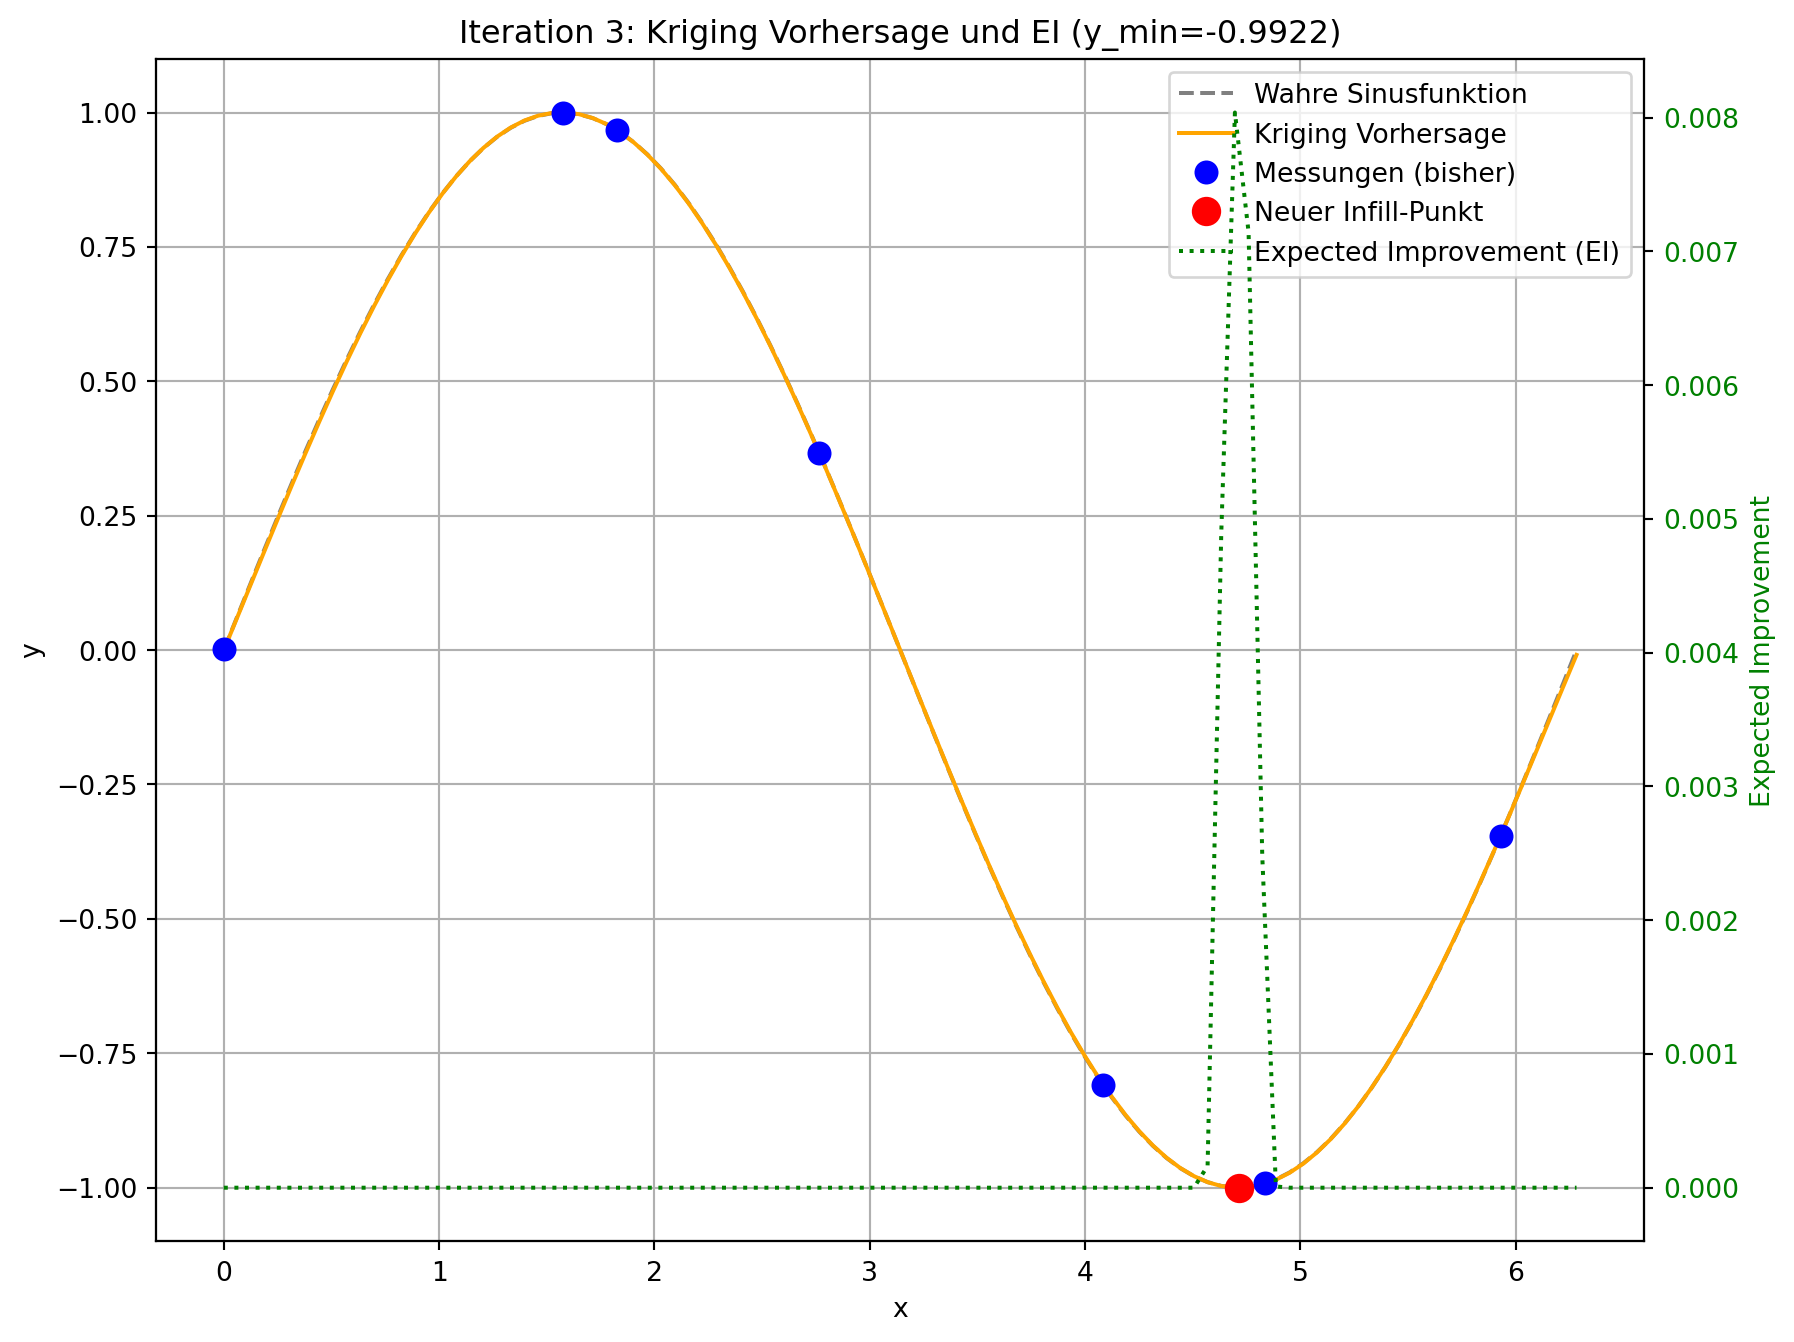 Iteration 3: Kriging Vorhersage und EI (y_min=-0.9922)
Wahre Sinusfunktion
Kriging Vorhersage
Messungen (bisher)
Neuer Infill-Punkt
Expected Improvement (EI)
y
1.00
0.75
0.50
0.25
0.00
−0.25
−0.50
−0.75
−1.00
0.008
0.007
0.006
0.005
0.004
0.003
0.002
0.001
0.000
Expected Improvement
0 1 2 3 4 5 6
x